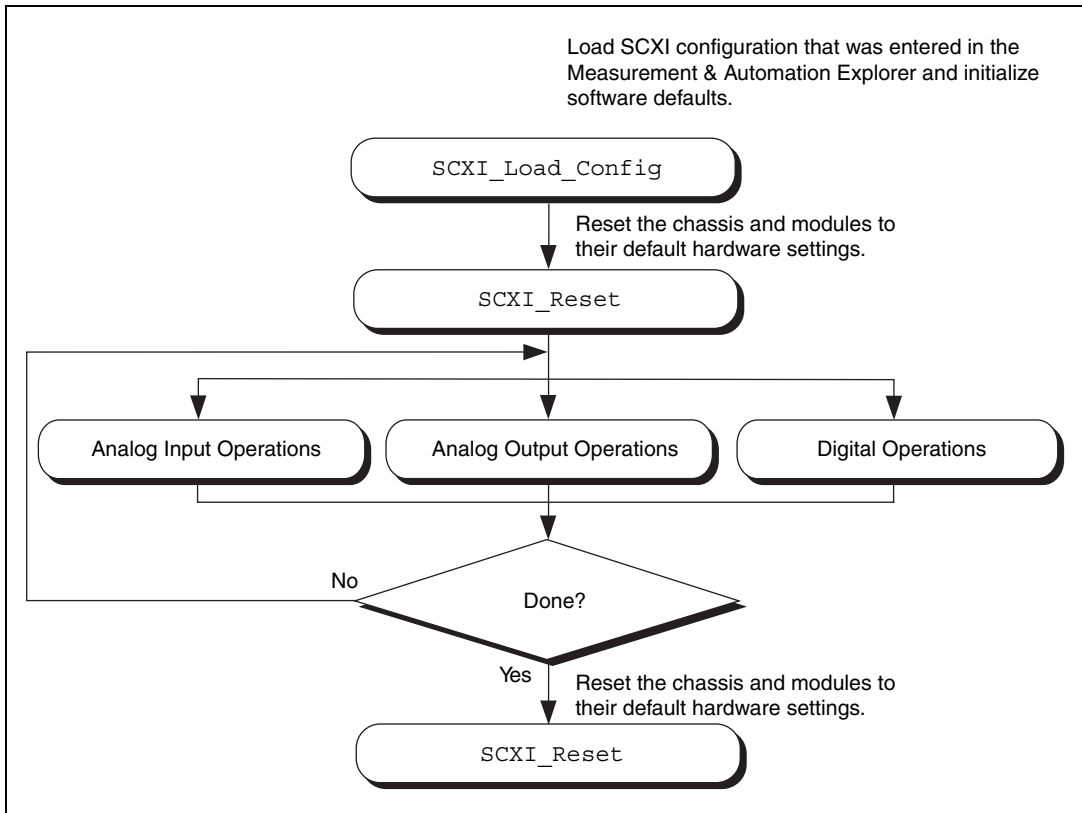 Load SCXI configuration that was entered in the
Measurement & Automation Explorer and initialize
software defaults.
SCXI_Load_Config
Reset the chassis and modules to
their default hardware settings.
SCXI_Reset
Analog Input Operations
Analog Output Operations
Digital Operations
No
Done?
Yes
Reset the chassis and modules to
their default hardware settings.
SCXI_Reset